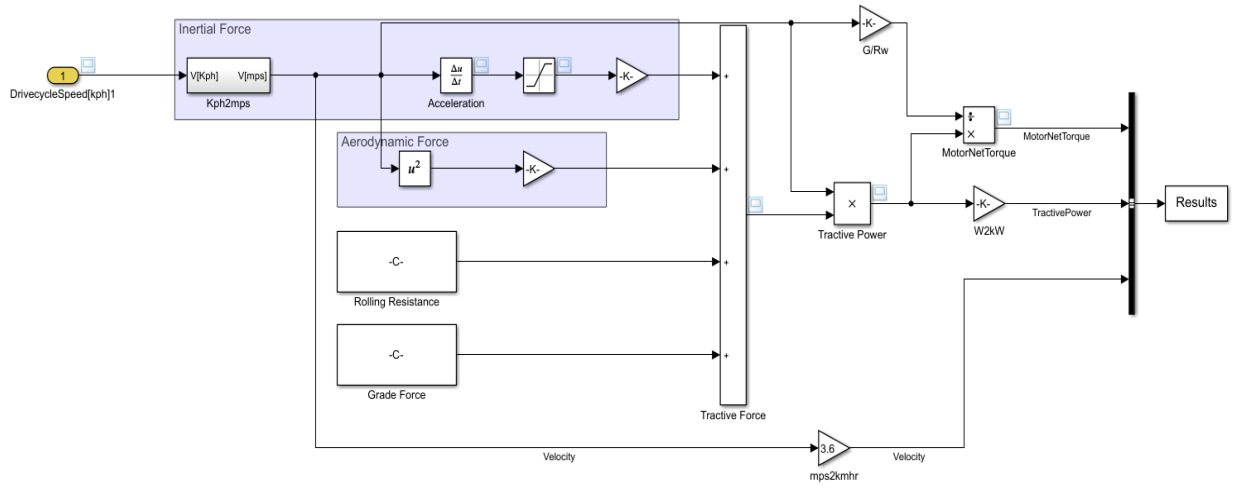 Inertial Force
-K-
G/Rw
1
DrivecycleSpeed[kph]1
V[Kph] V[mps]
Kph2mps
Δu
Δt
Acceleration
-K-
+
Aerodynamic Force
u²
-K-
+
÷
×
MotorNetTorque
MotorNetTorque
×
Tractive Power
-K-
W2kW
TractivePower
Results
-C-
Rolling Resistance
+
-C-
Grade Force
+
Tractive Force
Velocity
3.6
mps2kmhr
Velocity